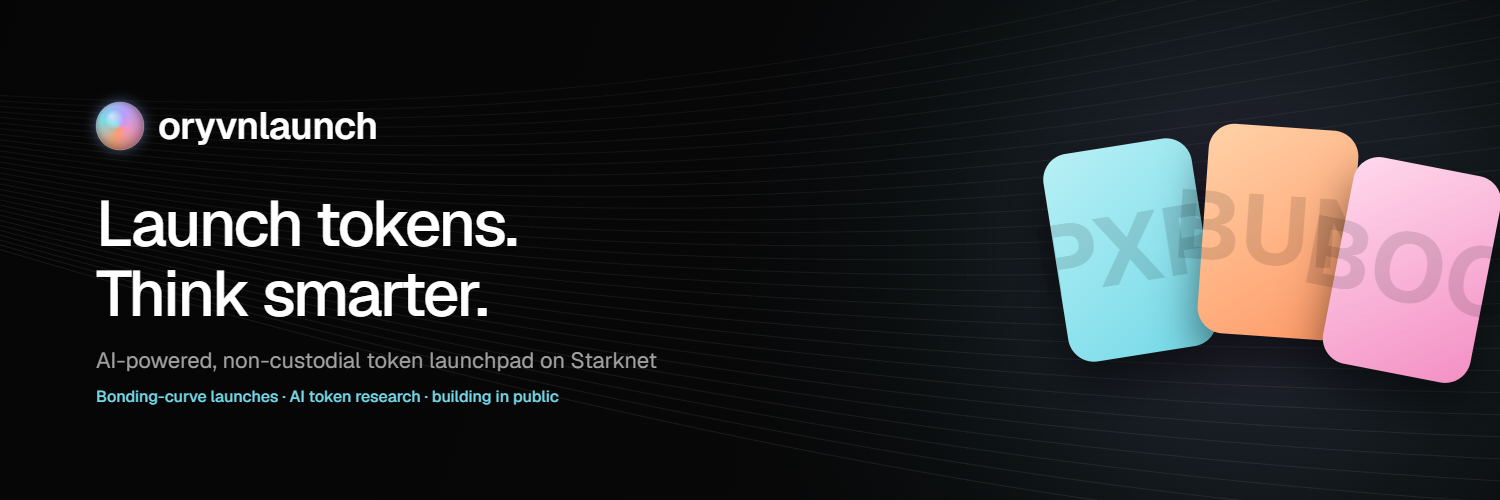 oryvnlaunch
Launch tokens.
Think smarter.
AI-powered, non-custodial token launchpad on Starknet
Bonding-curve launches · AI token research · building in public
BUN